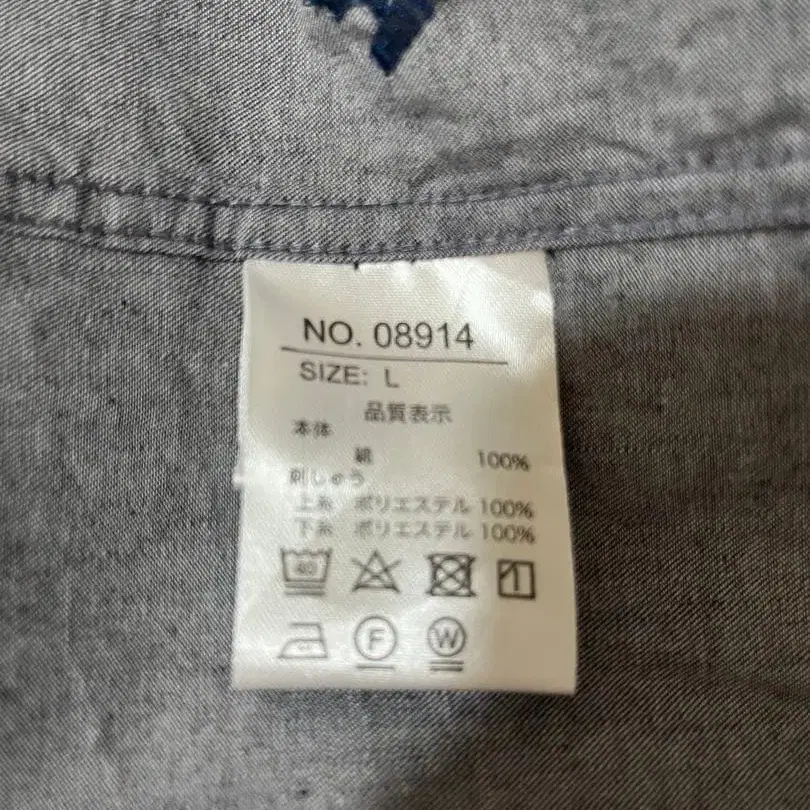 NO. 08914
SIZE: L
品質表示
本体
綿 100%
刺しゅう
上糸 ポリエステル 100%
下糸 ポリエステル 100%
40
F W